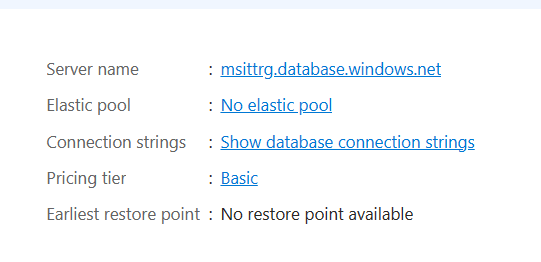 Server name : msittrg.database.windows.net
Elastic pool : No elastic pool
Connection strings : Show database connection strings
Pricing tier : Basic
Earliest restore point : No restore point available